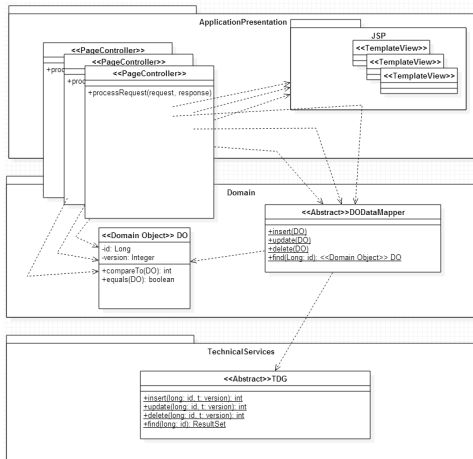 ApplicationPresentation
JSP
<<PageController>>
<<PageController>>
<<PageController>>
<<TemplateView>>
<<TemplateView>>
<<TemplateView>>
+proc
+proc
+processRequest(request, response)
Domain
<<Domain Object>> DO
-id: Long
-version: Integer
+compareTo(DO): int
+equals(DO): boolean
<<Abstract>>DODataMapper
+insert(DO)
+update(DO)
+delete(DO)
+find(Long: id): <<Domain Object>> DO
TechnicalServices
<<Abstract>>TDG
+insert(long: id, t: version): int
+update(long: id, t: version): int
+delete(long: id, t: version): int
+find(long: id): ResultSet